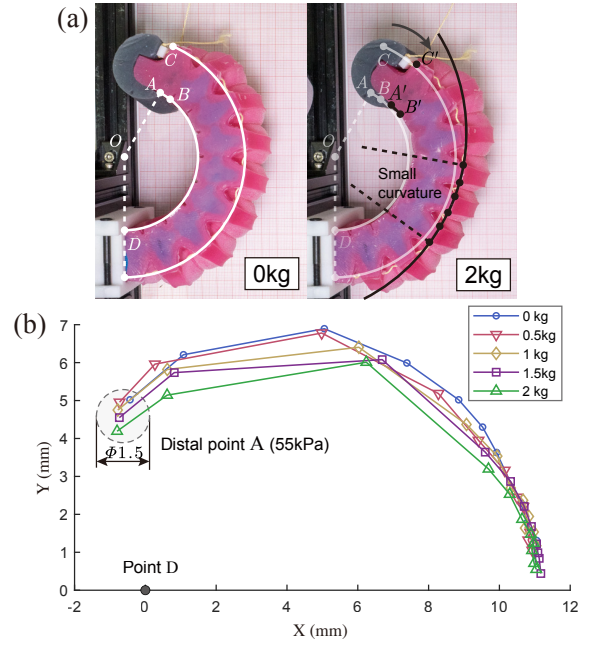 (a)
C
A
B
O
D
0kg
C
C'
A
B
A'
B'
O
D
Small
curvature
2kg
(b)
7
6
5
4
3
2
1
0
Y (mm)
-2
0
2
4
6
8
10
12
X (mm)
0 kg
0.5kg
1 kg
1.5kg
2 kg
Distal point A (55kPa)
Φ1.5
Point D